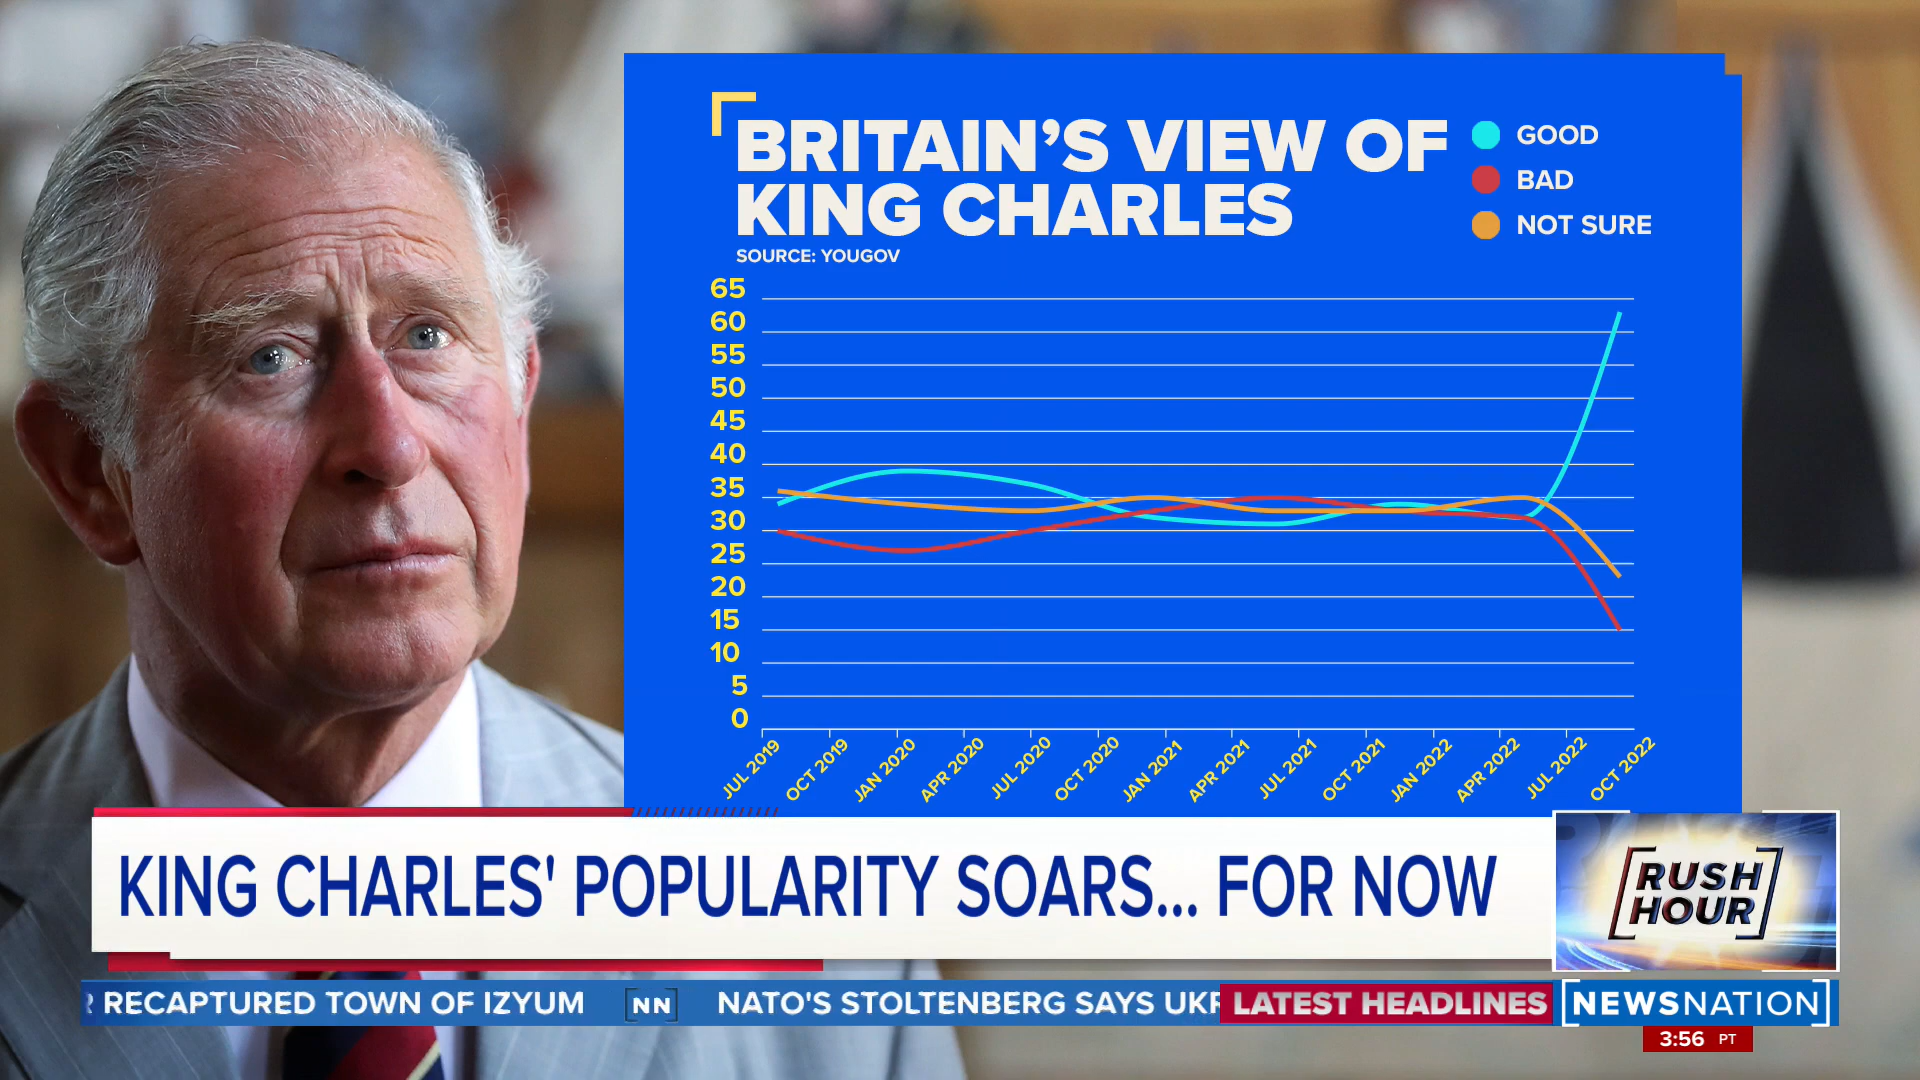 BRITAIN'S VIEW OF
KING CHARLES
SOURCE: YOUGOV
GOOD
BAD
NOT SURE
65
60
55
50
45
40
35
30
25
20
15
10
5
0
JUL 2019
OCT 2019
JAN 2020
APR 2020
JUL 2020
OCT 2020
JAN 2021
APR 2021
JUL 2021
OCT 2021
JAN 2022
APR 2022
JUL 2022
OCT 2022
KING CHARLES' POPULARITY SOARS... FOR NOW
RUSH
HOUR
RECAPTURED TOWN OF IZYUM [NN] NATO'S STOLTENBERG SAYS LATEST HEADLINES [NEWSNATION]
3:56 PT